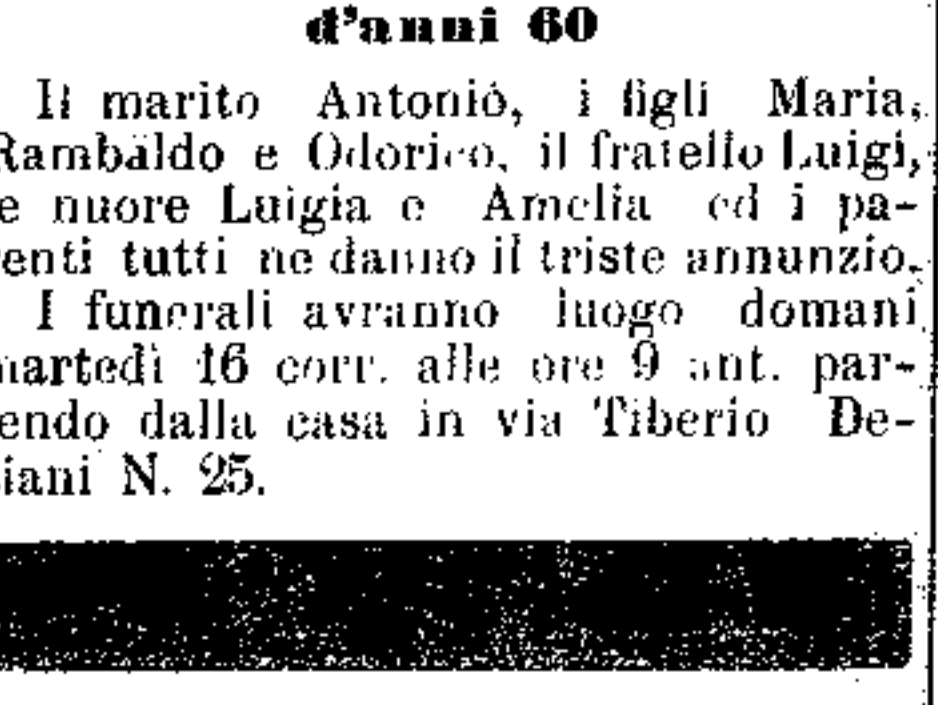 d'anni 60
Il marito Antonio, i figli Maria,
Rambaldo e Odorico, il fratello Luigi,
e nuore Luigia e Amelia ed i pa-
enti tutti ne danno il triste annunzio.
I funerali avranno luogo domani
martedì 16 corr. alle ore 9 ant. par-
endo dalla casa in via Tiberio De-
iani N. 25.